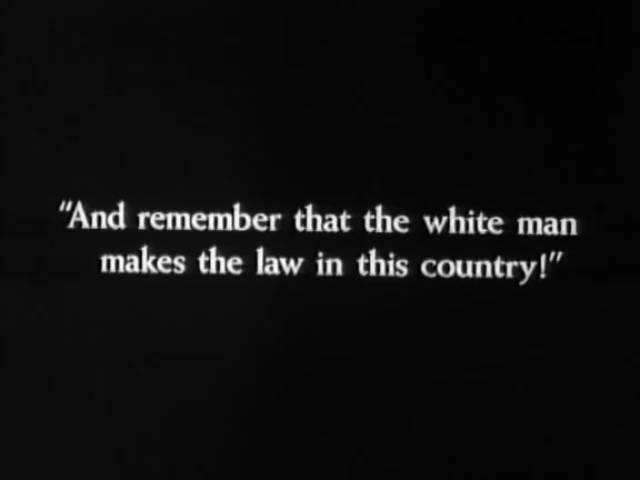 "And remember that the white man
makes the law in this country!"